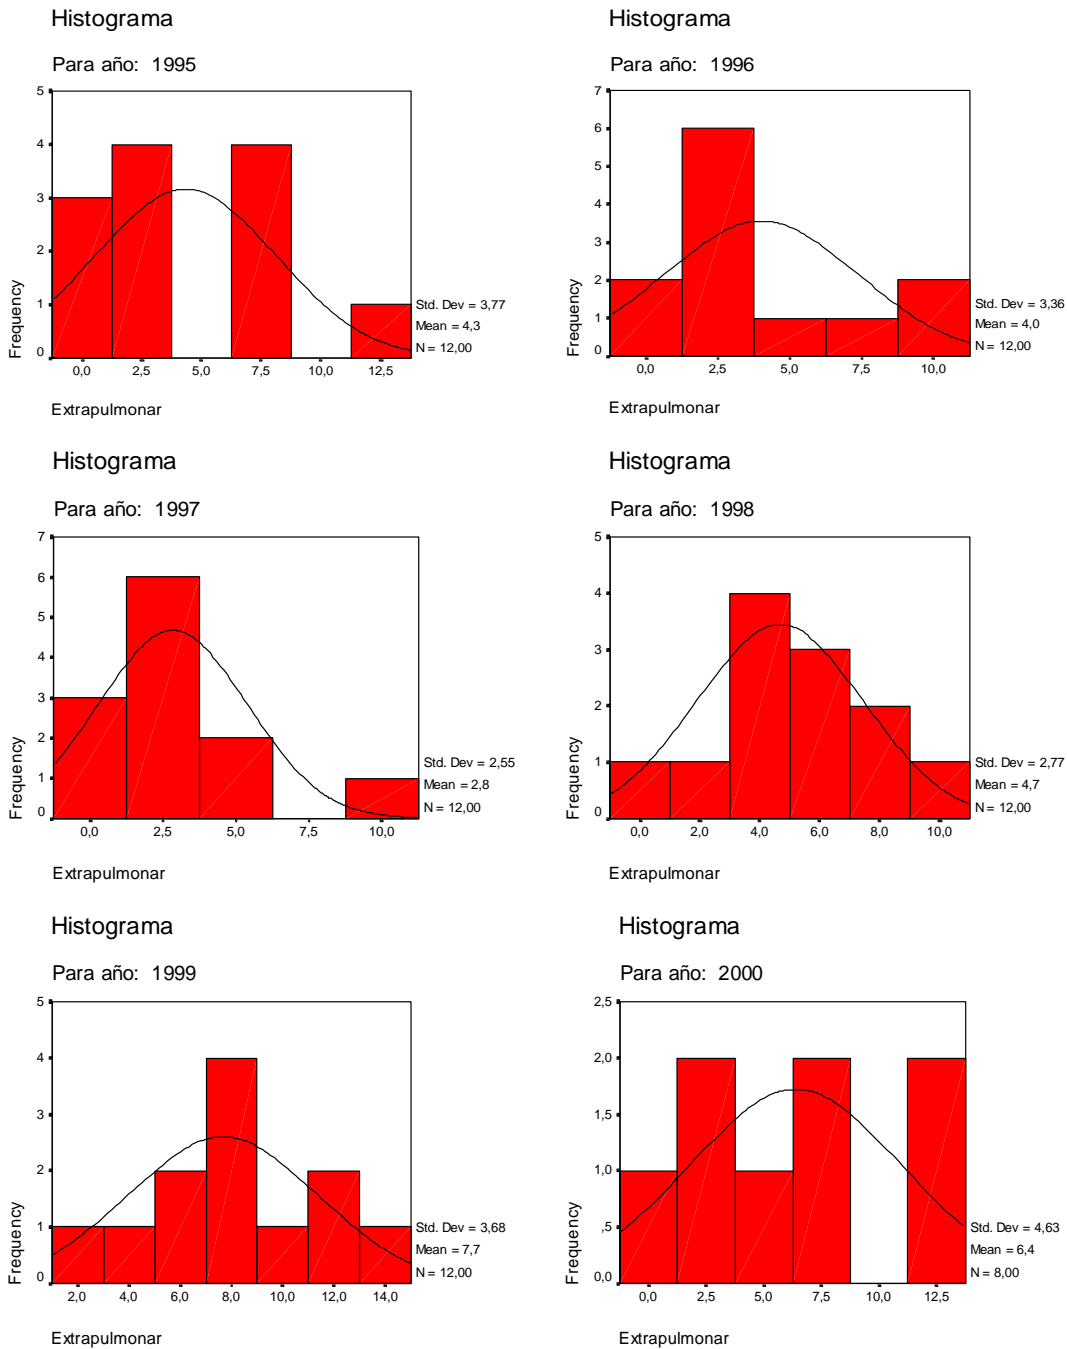 Histograma
Para año: 1995
5
4
3
2
1
0
Frequency
0,0 2,5 5,0 7,5 10,0 12,5
Std. Dev = 3,77
Mean = 4,3
N = 12,00
Extrapulmonar
Histograma
Para año: 1996
7
6
5
4
3
2
1
0
Frequency
0,0 2,5 5,0 7,5 10,0
Std. Dev = 3,36
Mean = 4,0
N = 12,00
Extrapulmonar
Histograma
Para año: 1997
7
6
5
4
3
2
1
0
Frequency
0,0 2,5 5,0 7,5 10,0
Std. Dev = 2,55
Mean = 2,8
N = 12,00
Extrapulmonar
Histograma
Para año: 1998
5
4
3
2
1
0
Frequency
0,0 2,0 4,0 6,0 8,0 10,0
Std. Dev = 2,77
Mean = 4,7
N = 12,00
Extrapulmonar
Histograma
Para año: 1999
5
4
3
2
1
0
Frequency
2,0 4,0 6,0 8,0 10,0 12,0 14,0
Std. Dev = 3,68
Mean = 7,7
N = 12,00
Extrapulmonar
Histograma
Para año: 2000
2,5
2,0
1,5
1,0
,5
0,0
Frequency
0,0 2,5 5,0 7,5 10,0 12,5
Std. Dev = 4,63
Mean = 6,4
N = 8,00
Extrapulmonar